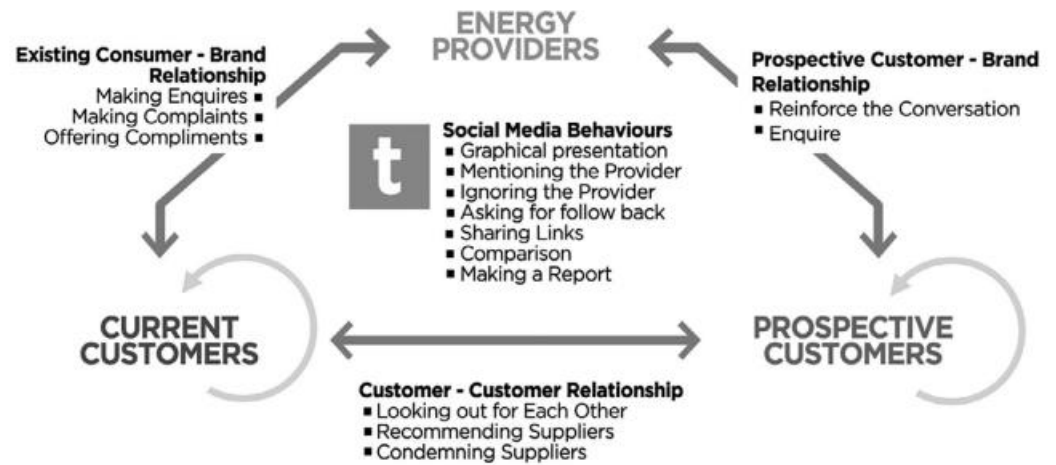 ENERGY
PROVIDERS
Existing Consumer - Brand
Relationship
Making Enquires ▪
Making Complaints ▪
Offering Compliments ▪
Prospective Customer - Brand
Relationship
▪ Reinforce the Conversation
▪ Enquire
t
Social Media Behaviours
▪ Graphical presentation
▪ Mentioning the Provider
▪ Ignoring the Provider
▪ Asking for follow back
▪ Sharing Links
▪ Comparison
▪ Making a Report
CURRENT
CUSTOMERS
PROSPECTIVE
CUSTOMERS
Customer - Customer Relationship
▪ Looking out for Each Other
▪ Recommending Suppliers
▪ Condemning Suppliers